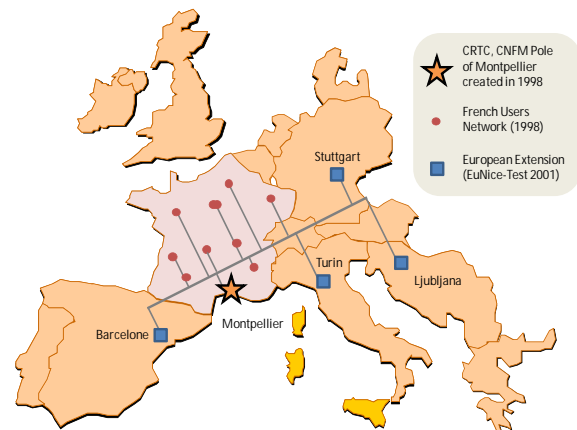 CRTC, CNFM Pole
of Montpellier
created in 1998
French Users
Network (1998)
European Extension
(EuNice-Test 2001)
Stuttgart
Turin
Ljubljana
Montpellier
Barcelone